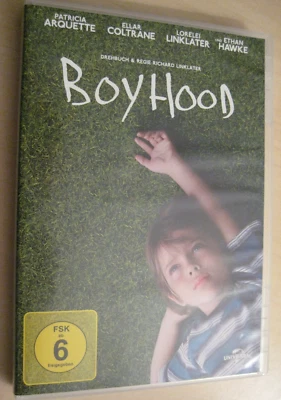 PATRICIA ARQUETTE
ELLAR COLTRANE
LORELEI LINKLATER
UND ETHAN HAWKE
DREHBUCH & REGIE RICHARD LINKLATER
BOYHOOD
FSK
ab
6
freigegeben
UNIVERSAL